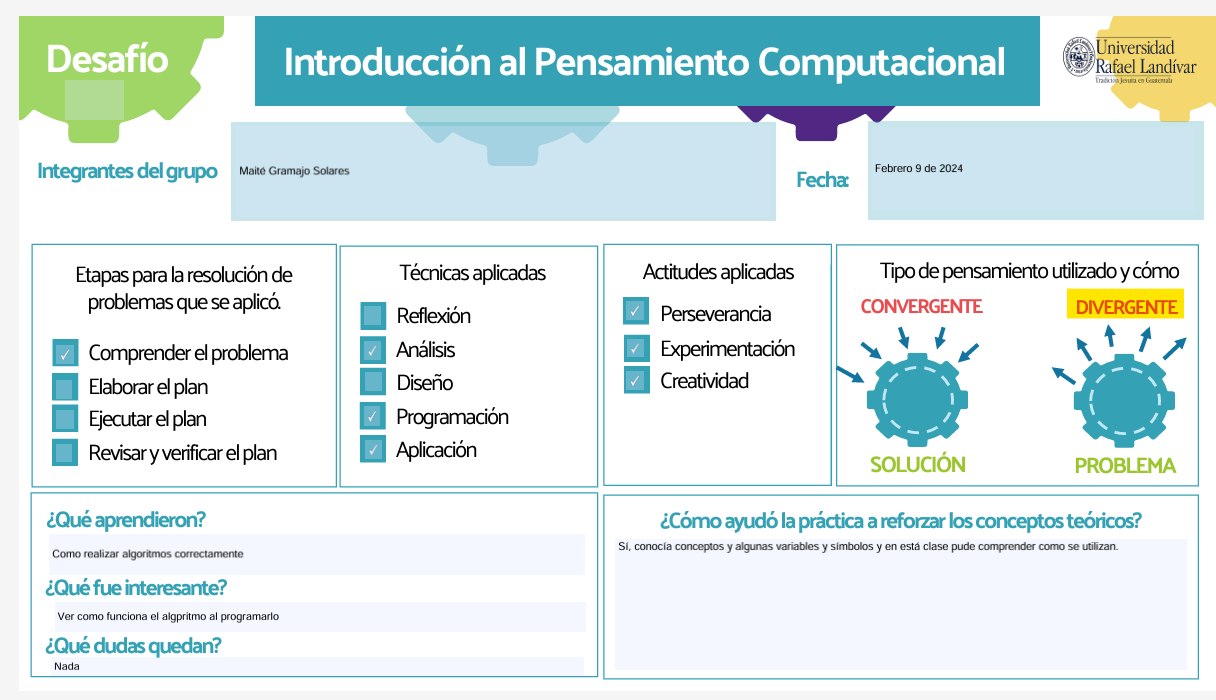 Desafío
Introducción al Pensamiento Computacional
Universidad
Rafael Landívar
Tradición Jesuita en Guatemala
Integrantes del grupo
Maité Gramajo Solares
Fecha:
Febrero 9 de 2024
Etapas para la resolución de
problemas que se aplicó.
✓ Comprender el problema
Elaborar el plan
Ejecutar el plan
Revisar y verificar el plan
Técnicas aplicadas
Reflexión
✓ Análisis
Diseño
✓ Programación
✓ Aplicación
Actitudes aplicadas
✓ Perseverancia
✓ Experimentación
✓ Creatividad
Tipo de pensamiento utilizado y cómo
CONVERGENTE
DIVERGENTE
SOLUCIÓN
PROBLEMA
¿Qué aprendieron?
Como realizar algoritmos correctamente
¿Qué fue interesante?
Ver como funciona el algpritmo al programarlo
¿Qué dudas quedan?
Nada
¿Cómo ayudó la práctica a reforzar los conceptos teóricos?
Sí, conocía conceptos y algunas variables y símbolos y en está clase pude comprender como se utilizan.